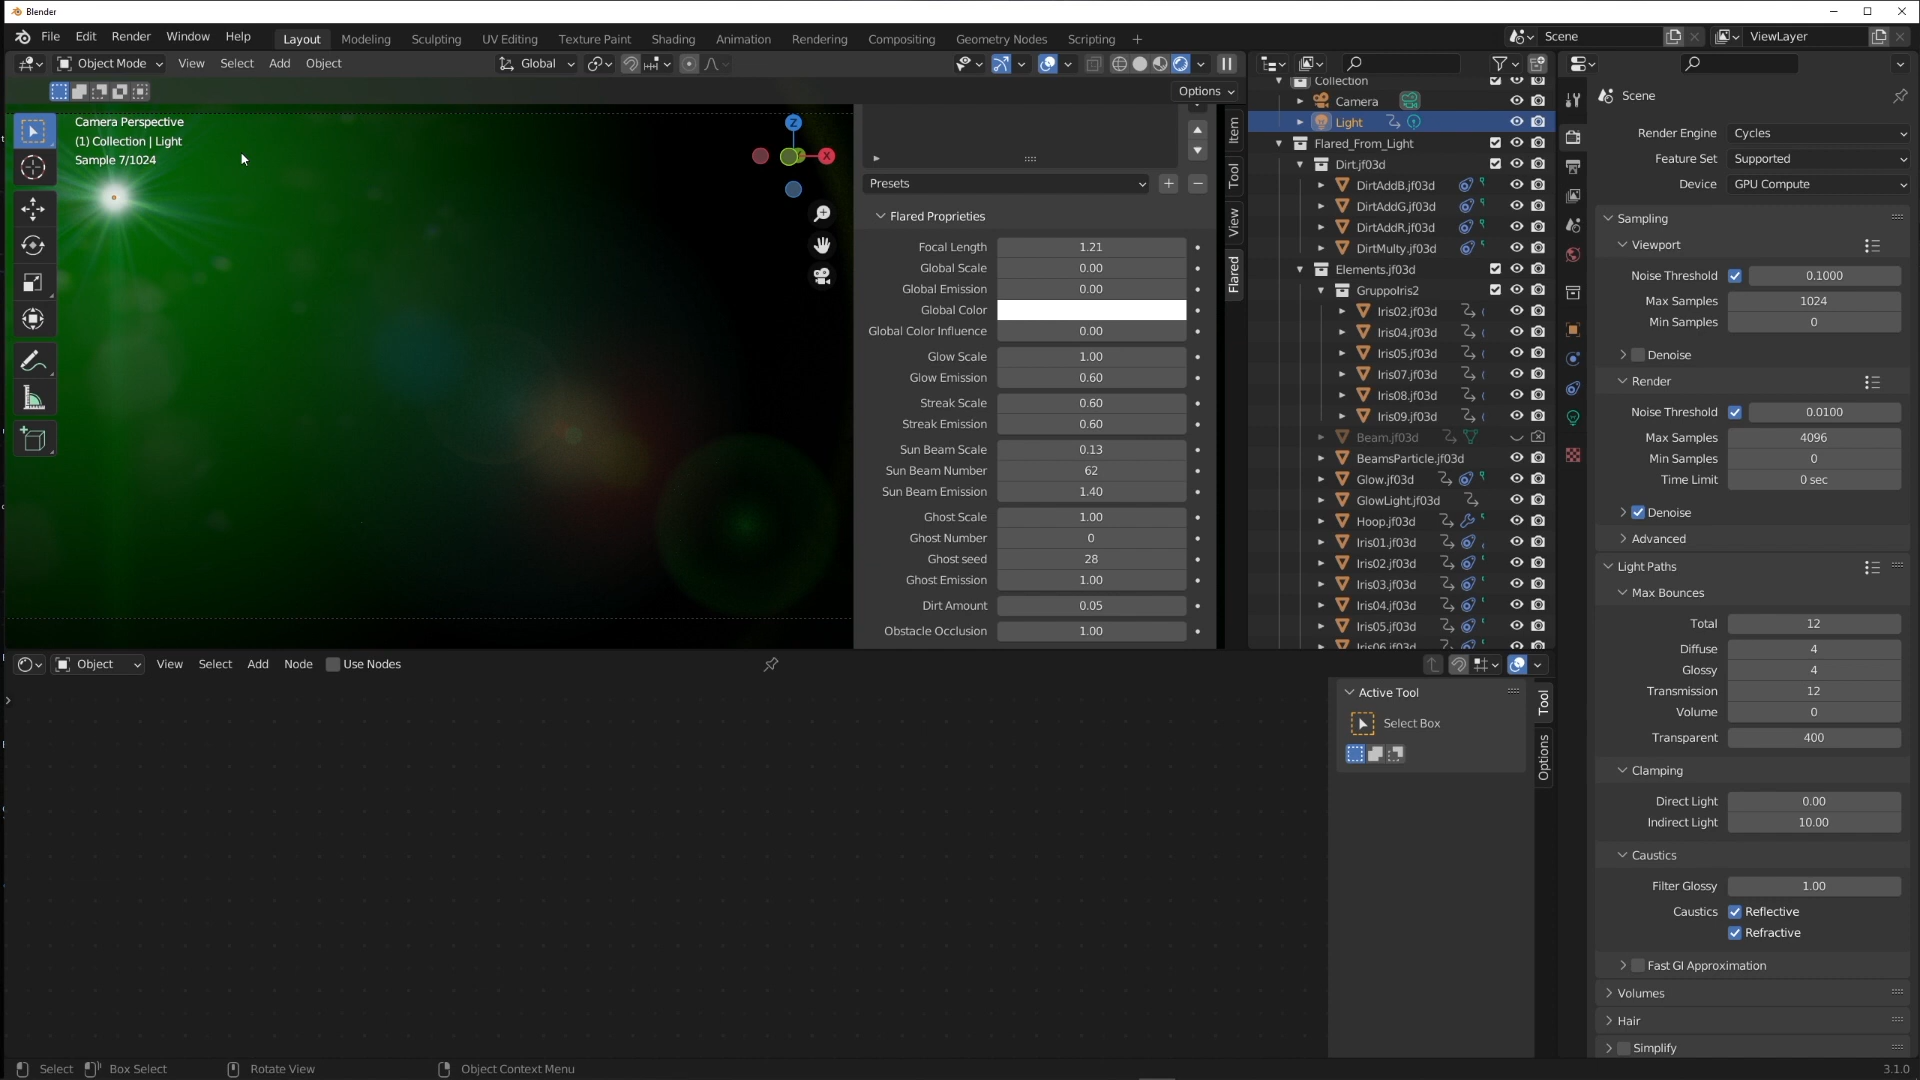 Blender
File Edit Render Window Help Layout Modeling Sculpting UV Editing Texture Paint Shading Animation Rendering Compositing Geometry Nodes Scripting + Scene ViewLayer
Object Mode View Select Add Object Global
Options
Camera Perspective
(1) Collection | Light
Sample 7/1024
Z
X
Presets
Flared Proprieties
Focal Length 1.21
Global Scale 0.00
Global Emission 0.00
Global Color
Global Color Influence 0.00
Glow Scale 1.00
Glow Emission 0.60
Streak Scale 0.60
Streak Emission 0.60
Sun Beam Scale 0.13
Sun Beam Number 62
Sun Beam Emission 1.40
Ghost Scale 1.00
Ghost Number 0
Ghost seed 28
Ghost Emission 1.00
Dirt Amount 0.05
Obstacle Occlusion 1.00
Item
Tool
View
Flared
Collection
Camera
Light
Flared_From_Light
Dirt.jf03d
DirtAddB.jf03d
DirtAddG.jf03d
DirtAddR.jf03d
DirtMulty.jf03d
Elements.jf03d
GruppoIris2
Iris02.jf03d
Iris04.jf03d
Iris05.jf03d
Iris07.jf03d
Iris08.jf03d
Iris09.jf03d
Beam.jf03d
BeamsParticle.jf03d
Glow.jf03d
GlowLight.jf03d
Hoop.jf03d
Iris01.jf03d
Iris02.jf03d
Iris03.jf03d
Iris04.jf03d
Iris05.jf03d
Iris06.jf03d
Scene
Render Engine Cycles
Feature Set Supported
Device GPU Compute
Sampling
Viewport
Noise Threshold 0.1000
Max Samples 1024
Min Samples 0
Denoise
Render
Noise Threshold 0.0100
Max Samples 4096
Min Samples 0
Time Limit 0 sec
Denoise
Advanced
Light Paths
Max Bounces
Total 12
Diffuse 4
Glossy 4
Transmission 12
Volume 0
Transparent 400
Clamping
Direct Light 0.00
Indirect Light 10.00
Caustics
Filter Glossy 1.00
Caustics Reflective
Refractive
Fast GI Approximation
Volumes
Hair
Simplify
Object View Select Add Node Use Nodes
Active Tool
Select Box
Tool
Options
Select Box Select Rotate View Object Context Menu 3.1.0